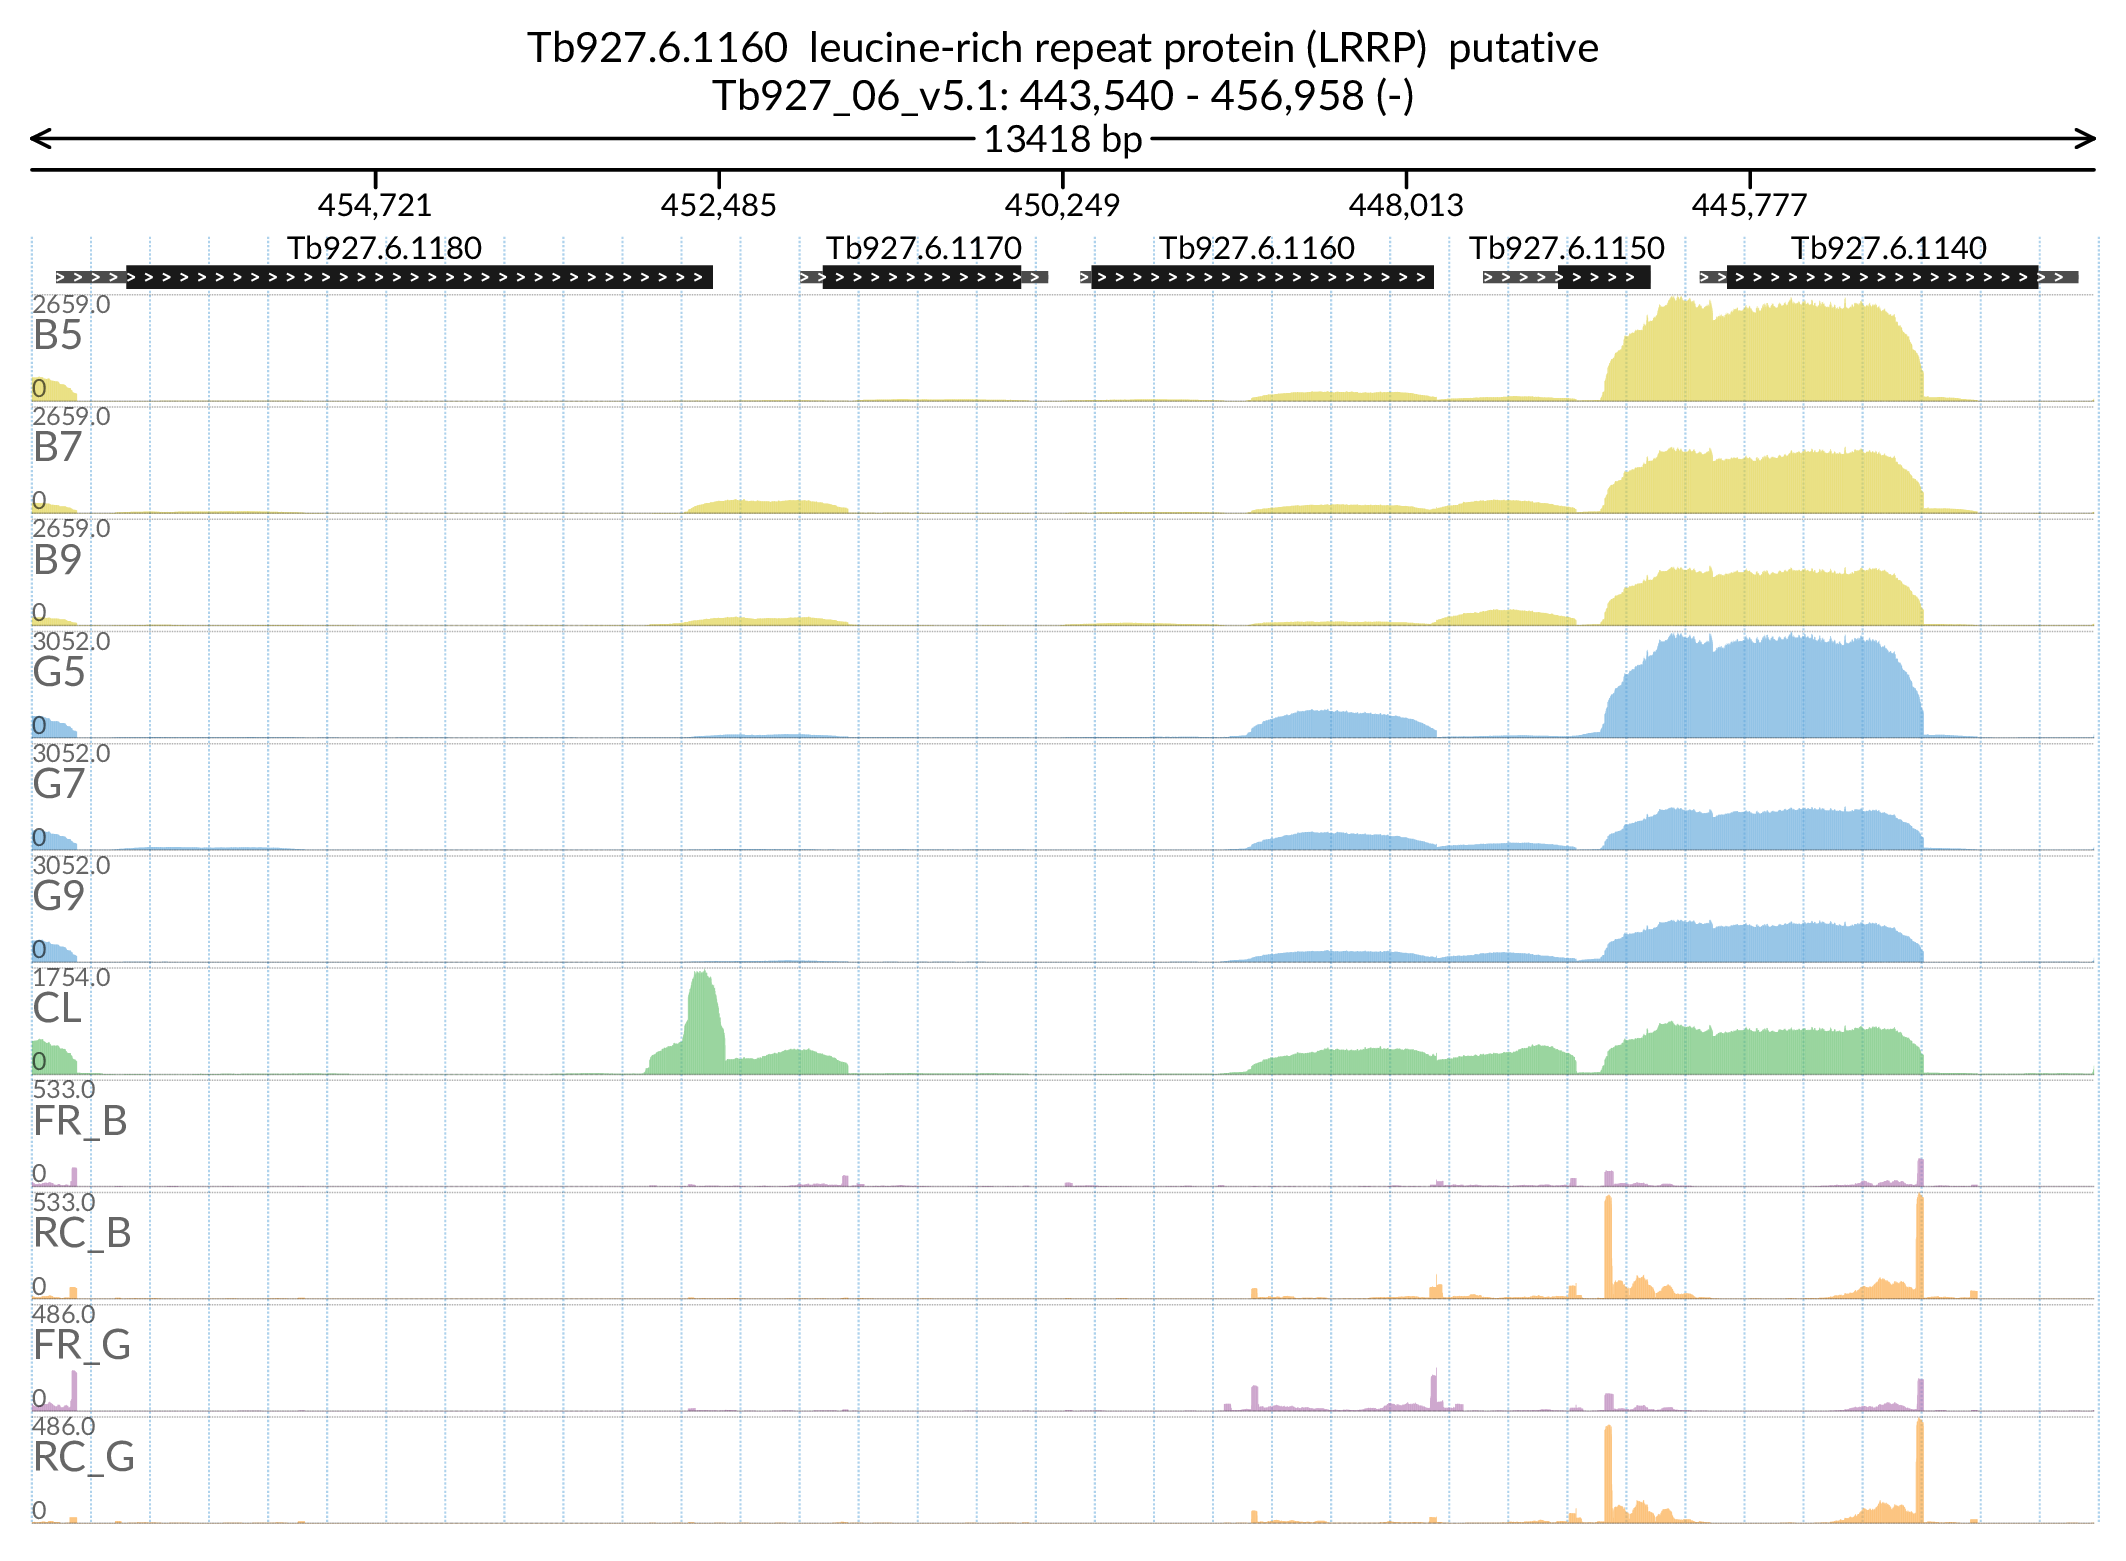 Tb927.6.1160 leucine-rich repeat protein (LRRP) putative
Tb927_06_v5.1: 443,540 - 456,958 (-)
13418 bp
454,721 452,485 450,249 448,013 445,777
Tb927.6.1180 Tb927.6.1170 Tb927.6.1160 Tb927.6.1150 Tb927.6.1140
2659.0
B5
0
2659.0
B7
0
2659.0
B9
0
3052.0
G5
0
3052.0
G7
0
3052.0
G9
0
1754.0
CL
0
533.0
FR_B
0
533.0
RC_B
0
486.0
FR_G
0
486.0
RC_G
0